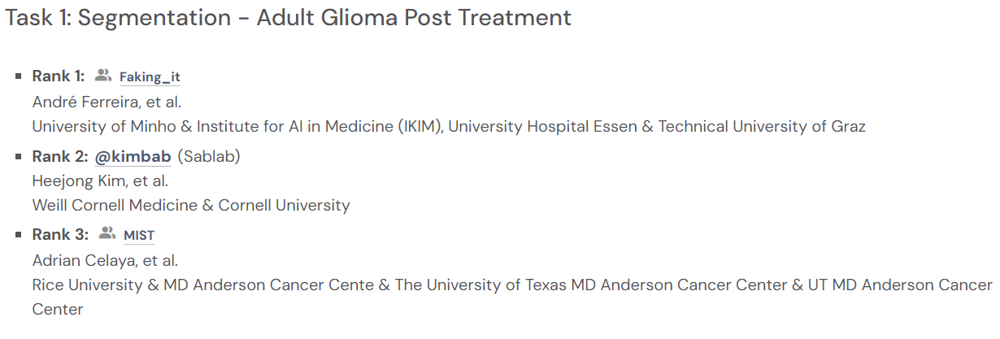 Task 1: Segmentation - Adult Glioma Post Treatment
Rank 1: Faking_it
André Ferreira, et al.
University of Minho & Institute for AI in Medicine (IKIM), University Hospital Essen & Technical University of Graz
Rank 2: @kimbab (Sablab)
Heejong Kim, et al.
Weill Cornell Medicine & Cornell University
Rank 3: MIST
Adrian Celaya, et al.
Rice University & MD Anderson Cancer Cente & The University of Texas MD Anderson Cancer Center & UT MD Anderson Cancer
Center